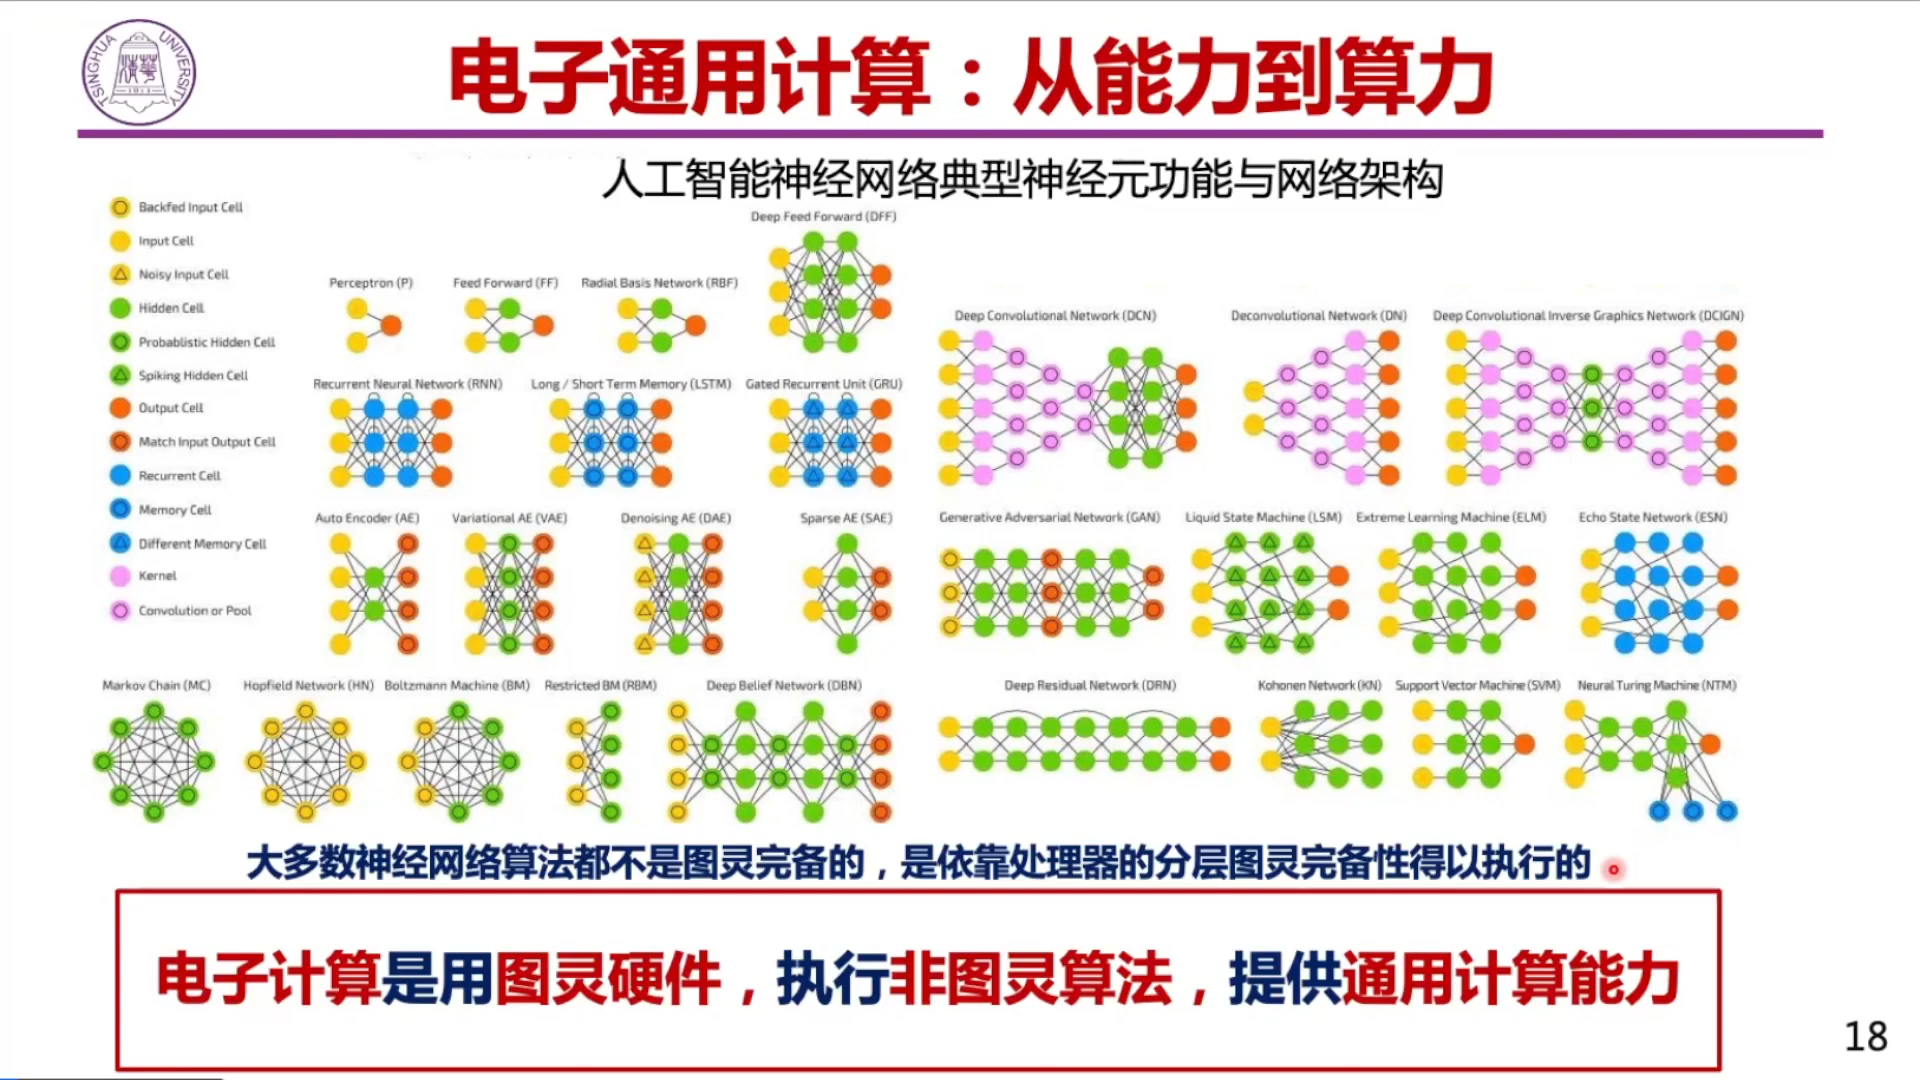 TSINGHUA UNIVERSITY
清華
1911
电子通用计算：从能力到算力
人工智能神经网络典型神经元功能与网络架构
Backfed Input Cell
Input Cell
Noisy Input Cell
Hidden Cell
Probablistic Hidden Cell
Spiking Hidden Cell
Output Cell
Match Input Output Cell
Recurrent Cell
Memory Cell
Different Memory Cell
Kernel
Convolution or Pool
Deep Feed Forward (DFF)
Perceptron (P)
Feed Forward (FF)
Radial Basis Network (RBF)
Deep Convolutional Network (DCN)
Deconvolutional Network (DN)
Deep Convolutional Inverse Graphics Network (DCIGN)
Recurrent Neural Network (RNN)
Long / Short Term Memory (LSTM)
Gated Recurrent Unit (GRU)
Auto Encoder (AE)
Variational AE (VAE)
Denoising AE (DAE)
Sparse AE (SAE)
Generative Adversarial Network (GAN)
Liquid State Machine (LSM)
Extreme Learning Machine (ELM)
Echo State Network (ESN)
Markov Chain (MC)
Hopfield Network (HN)
Boltzmann Machine (BM)
Restricted BM (RBM)
Deep Belief Network (DBN)
Deep Residual Network (DRN)
Kohonen Network (KN)
Support Vector Machine (SVM)
Neural Turing Machine (NTM)
大多数神经网络算法都不是图灵完备的，是依靠处理器的分层图灵完备性得以执行的
电子计算是用图灵硬件，执行非图灵算法，提供通用计算能力
18